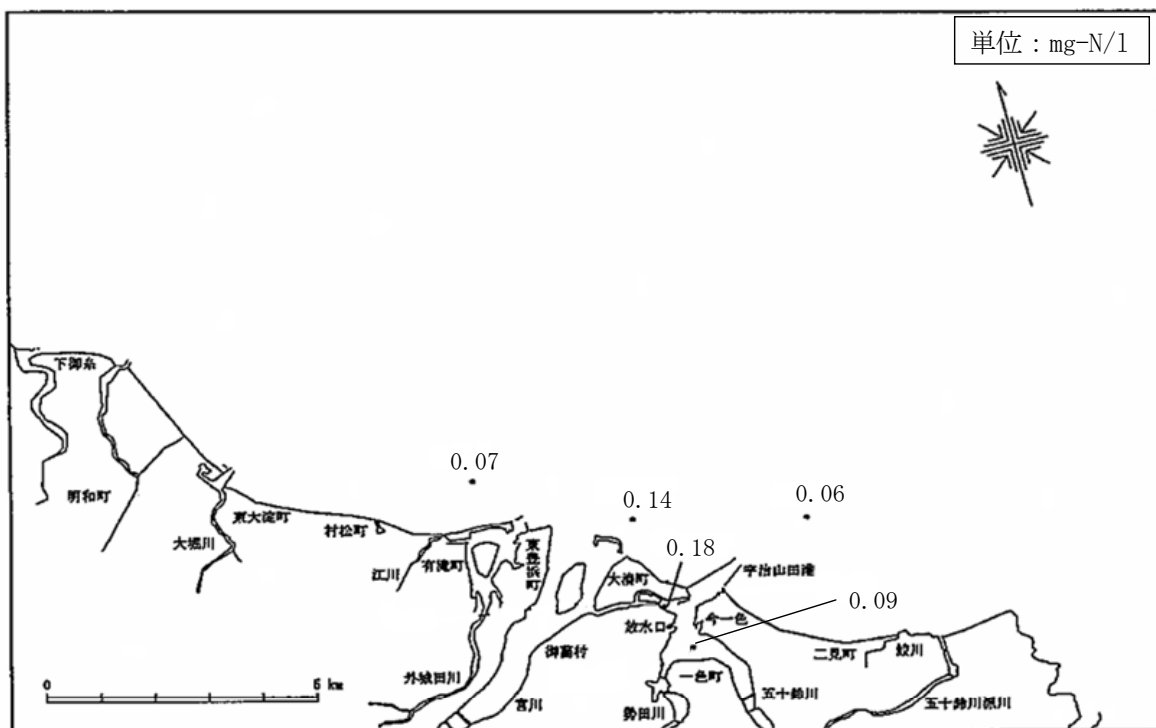 単位：mg-N/l
下御糸
0.07
0.14
0.06
明和町
東大淀町
村松町
0.18
大堀川
江川
有滝町
東豊浜町
大湊町
宇治山田港
0.09
放水口
今一色
御薗村
二見町
鮫川
外城田川
宮川
一色町
勢田川
五十鈴川
五十鈴川派川
0
5 km